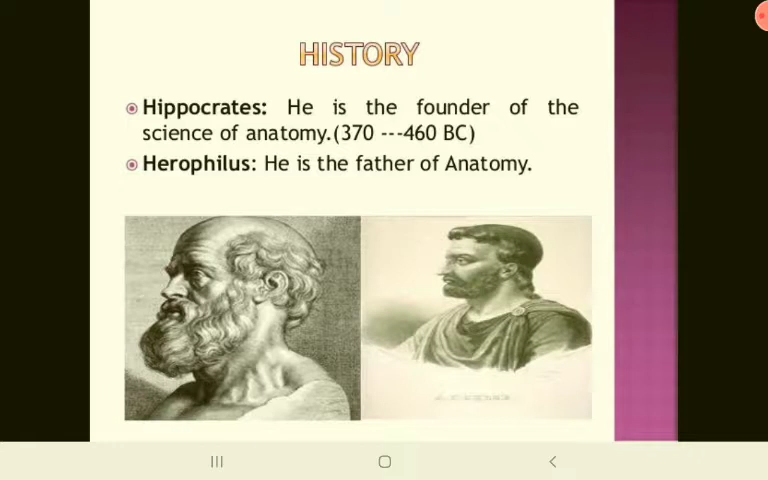 HISTORY
Hippocrates: He is the founder of the
science of anatomy.(370 ---460 BC)
Herophilus: He is the father of Anatomy.